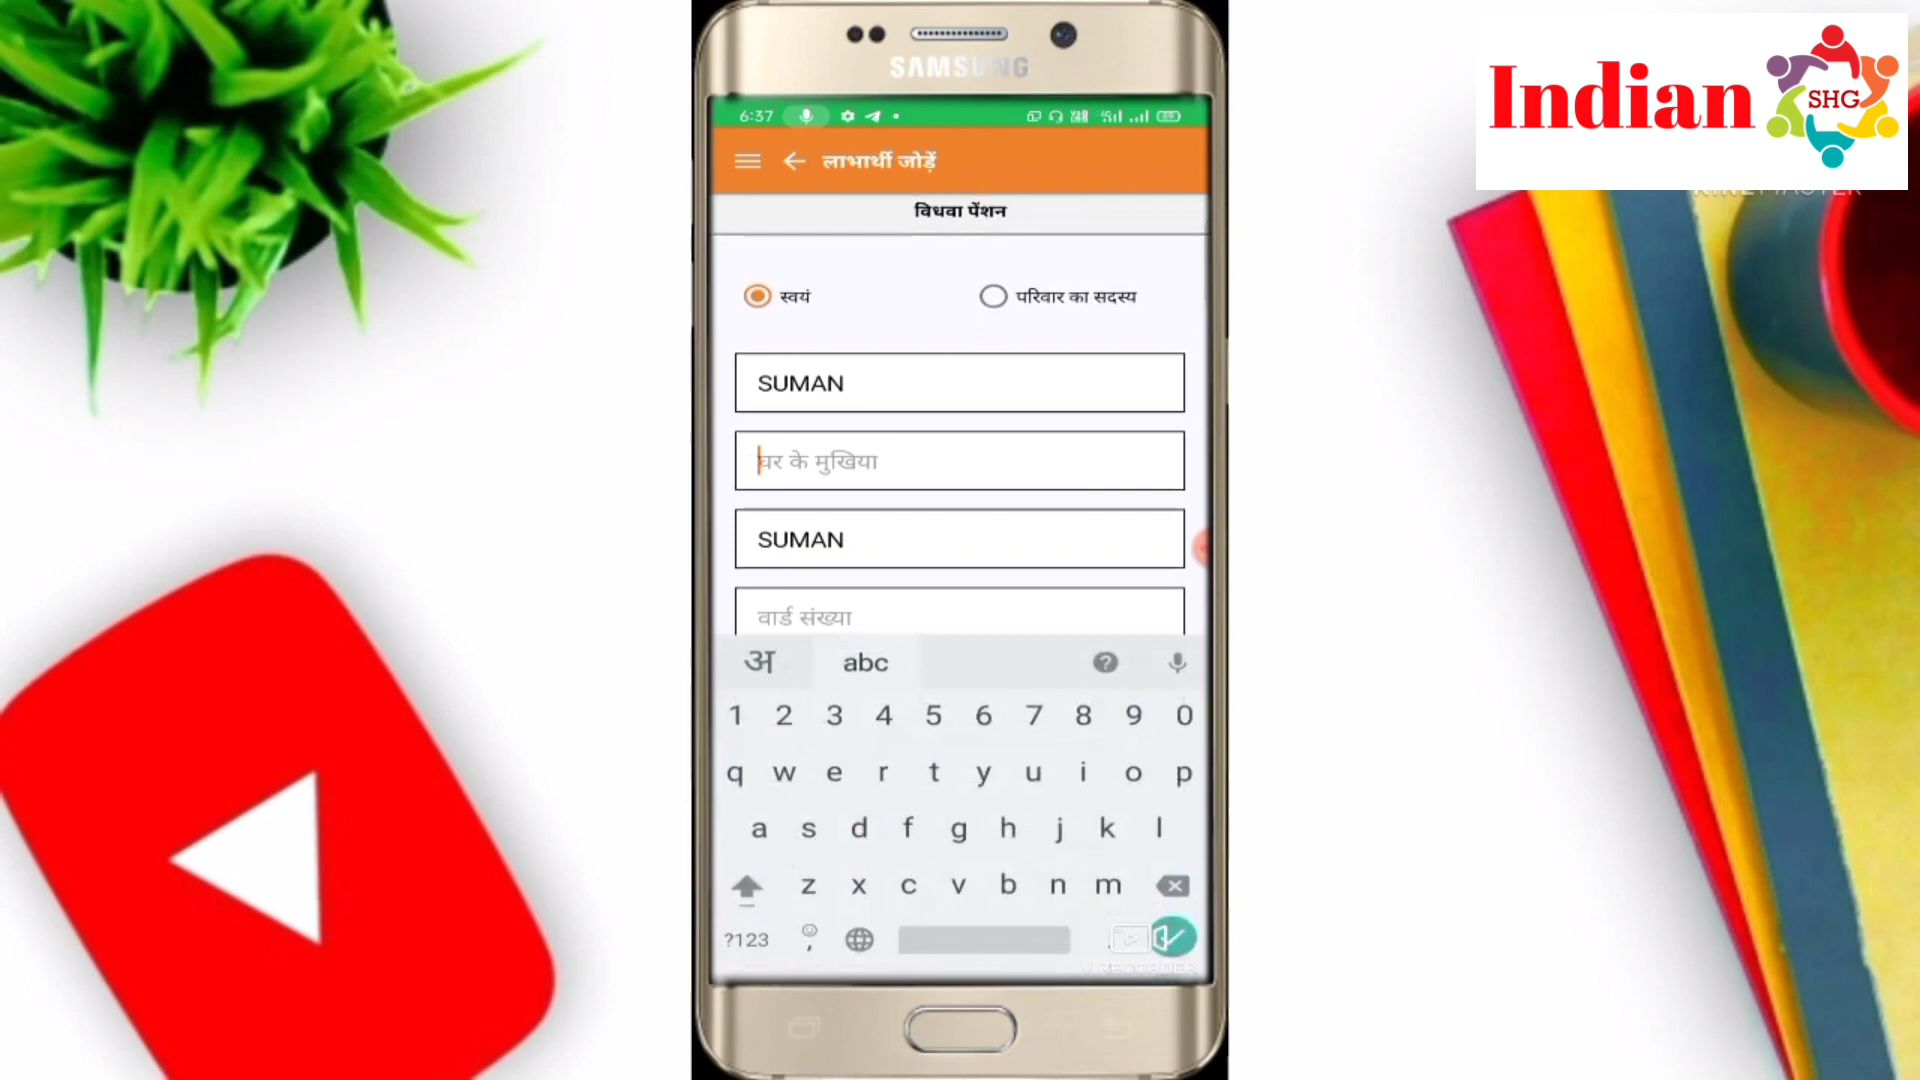 SAMSUNG
Indian
SHG
6:37
लाभार्थी जोड़ें
विधवा पेंशन
स्वयं
परिवार का सदस्य
SUMAN
घर के मुखिया
SUMAN
वार्ड संख्या
अ abc
1 2 3 4 5 6 7 8 9 0
q w e r t y u i o p
a s d f g h j k l
z x c v b n m
?123 , .
RECORDER